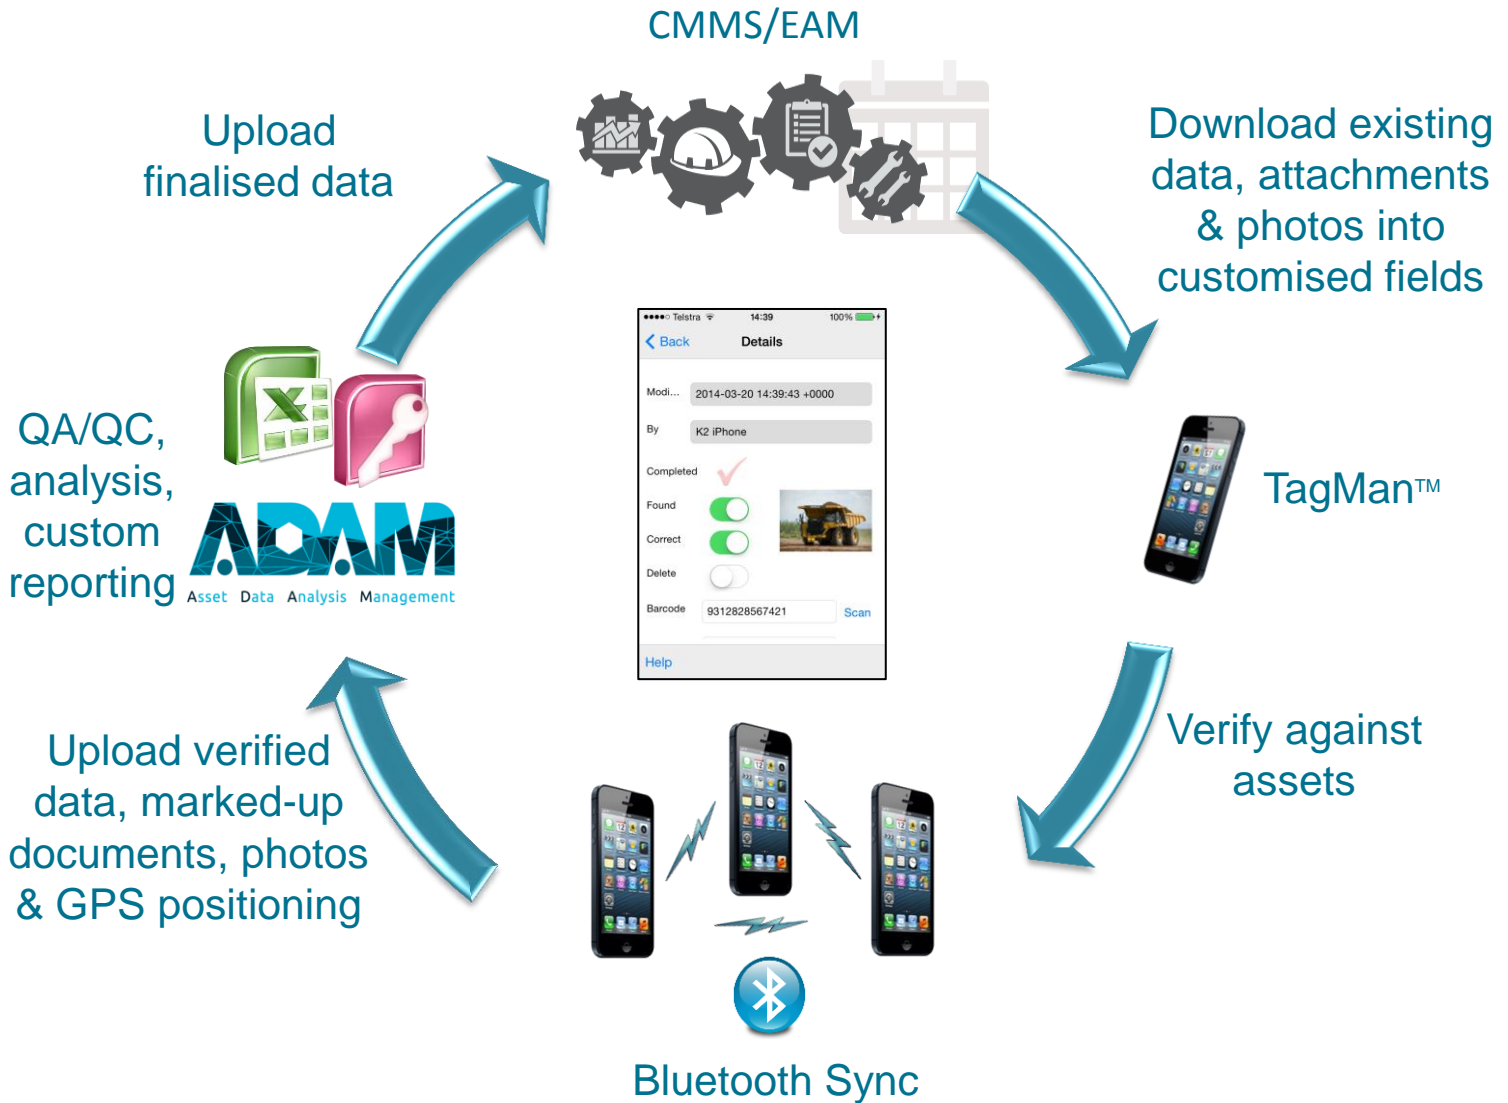 CMMS/EAM
Upload
finalised data
Download existing
data, attachments
& photos into
customised fields
Telstra 14:39 100%
Back Details
Modi... 2014-03-20 14:39:43 +0000
By K2 iPhone
Completed
Found
Correct
Delete
Barcode 9312828567421 Scan
Help
TagMan™
Verify against
assets
Bluetooth Sync
Upload verified
data, marked-up
documents, photos
& GPS positioning
QA/QC,
analysis,
custom
reporting
ADAM
Asset Data Analysis Management